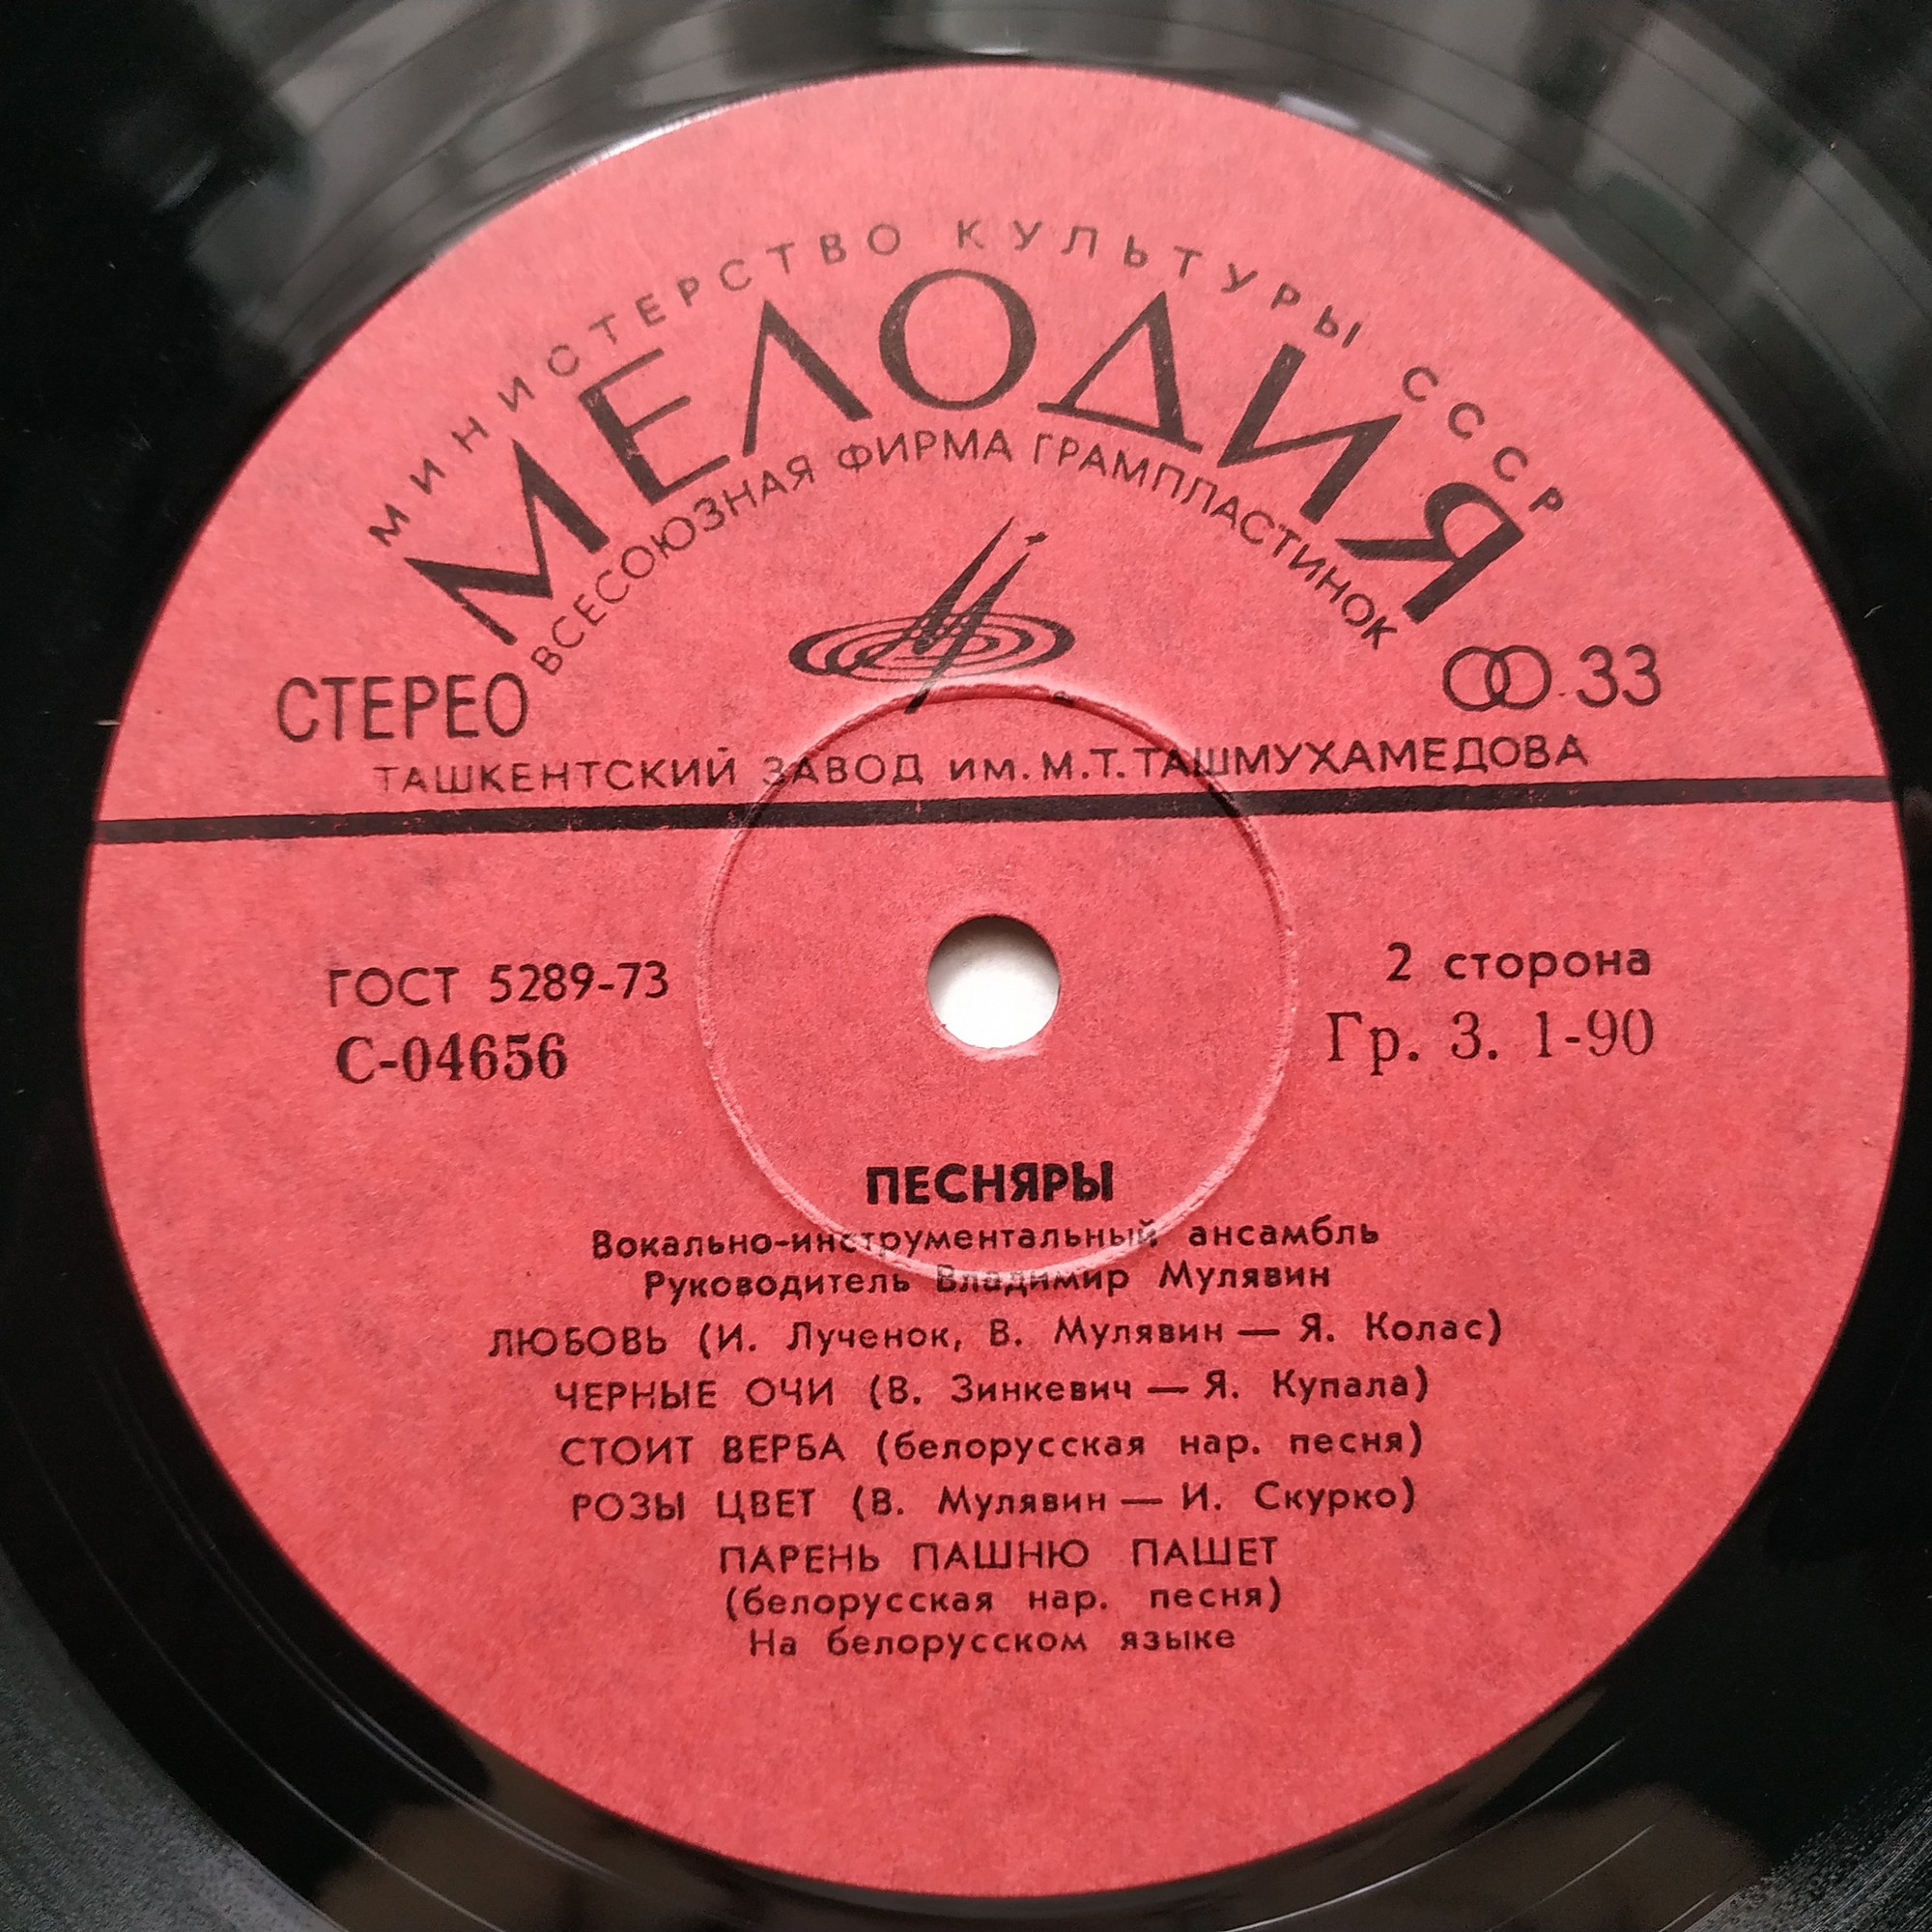 МИНИСТЕРСТВО КУЛЬТУРЫ СССР
МЕЛОДИЯ
ВСЕСОЮЗНАЯ ФИРМА ГРАМПЛАСТИНОК
СТЕРЕО
33
ТАШКЕНТСКИЙ ЗАВОД ИМ. М.Т. ТАШМУХАМЕДОВА
ГОСТ 5289-73
С-04656
2 сторона
Гр. 3. 1-90
ПЕСНЯРЫ
Вокально-инструментальный ансамбль
Руководитель Владимир Мулявин
ЛЮБОВЬ (И. Лученок, В. Мулявин — Я. Колас)
ЧЕРНЫЕ ОЧИ (В. Зинкевич — Я. Купала)
СТОИТ ВЕРБА (белорусская нар. песня)
РОЗЫ ЦВЕТ (В. Мулявин — И. Скурко)
ПАРЕНЬ ПАШНЮ ПАШЕТ
(белорусская нар. песня)
На белорусском языке